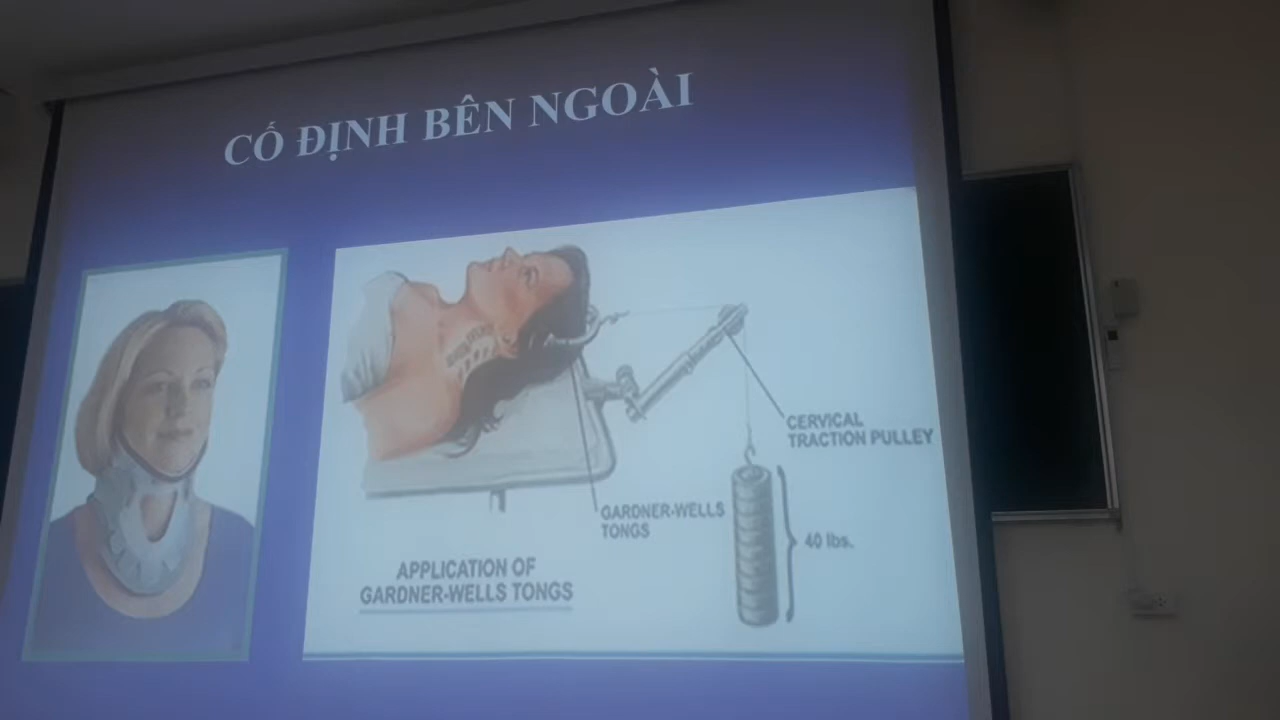 CỐ ĐỊNH BÊN NGOÀI
CERVICAL
TRACTION PULLEY
GARDNER-WELLS
TONGS
40 lbs.
APPLICATION OF
GARDNER-WELLS TONGS